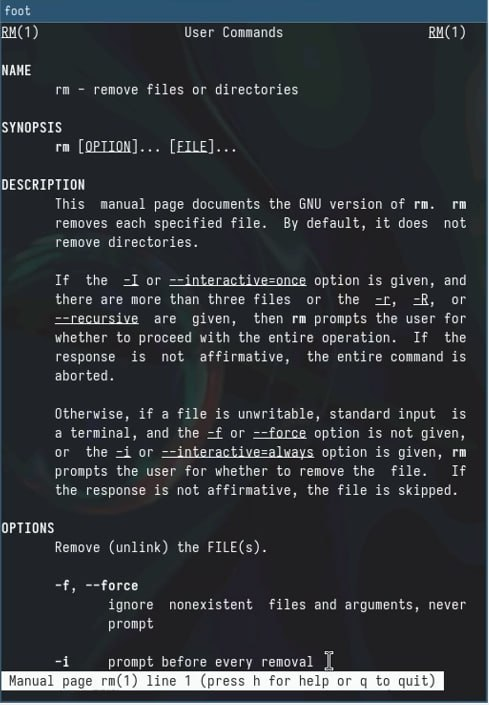 foot
RM(1) User Commands RM(1)
NAME
rm - remove files or directories
SYNOPSIS
rm [OPTION]... [FILE]...
DESCRIPTION
This manual page documents the GNU version of rm. rm
removes each specified file. By default, it does not
remove directories.
If the -I or --interactive=once option is given, and
there are more than three files or the -r, -R, or
--recursive are given, then rm prompts the user for
whether to proceed with the entire operation. If the
response is not affirmative, the entire command is
aborted.
Otherwise, if a file is unwritable, standard input is
a terminal, and the -f or --force option is not given,
or the -i or --interactive=always option is given, rm
prompts the user for whether to remove the file. If
the response is not affirmative, the file is skipped.
OPTIONS
Remove (unlink) the FILE(s).
-f, --force
ignore nonexistent files and arguments, never
prompt
-i prompt before every removal
Manual page rm(1) line 1 (press h for help or q to quit)